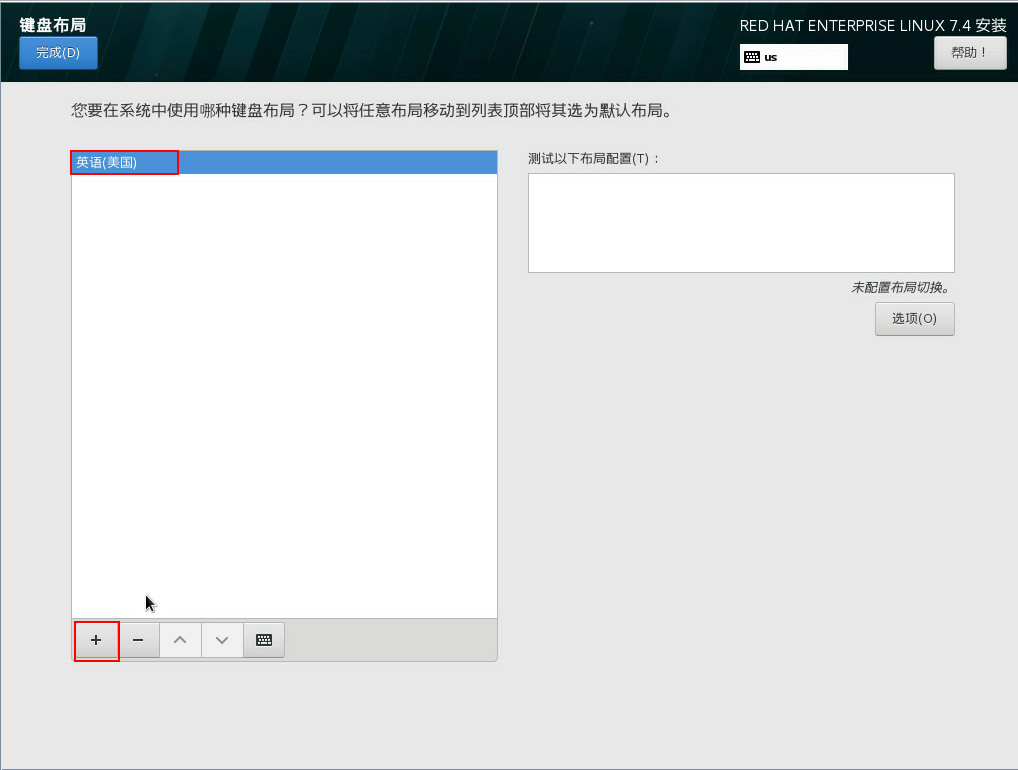 键盘布局
RED HAT ENTERPRISE LINUX 7.4 安装
完成(D)
us
帮助！
您要在系统中使用哪种键盘布局？可以将任意布局移动到列表顶部将其选为默认布局。
英语(美国)
测试以下布局配置(T)：
未配置布局切换。
选项(O)